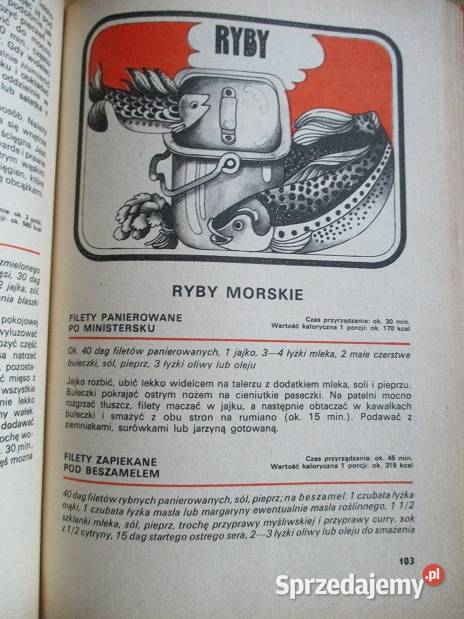 RYBY
RYBY MORSKIE
FILETY PANIEROWANE
PO MINISTERSKU
Czas przyrządzania: ok. 30 min.
Wartość kaloryczna 1 porcji: ok. 170 kcal
Ok. 40 dag filetów panierowanych, 1 jajko, 3—4 łyżki mleka, 2 małe czerstwe
bułeczki, sól, pieprz, 3 łyżki oliwy lub oleju
Jajko rozbić, ubić lekko widelcem na talerzu z dodatkiem mleka, soli i pieprzu.
Bułeczki pokrajać ostrym nożem na cieniutkie paseczki. Na patelni mocno
rozgrzać tłuszcz, filety maczać w jajku, a następnie obtaczać w kawałkach
bułeczki i smażyć z obu stron na rumiano (ok. 15 min.). Podawać z
ziemniakami, surówkami lub jarzyną gotowaną.
FILETY ZAPIEKANE
POD BESZAMELEM
Czas przyrządzania: ok. 45 min.
Wartość kaloryczna 1 porcji: ok. 315 kcal
40 dag filetów rybnych panierowanych, sól, pieprz; na beszamel: 1 czubata łyżka
mąki, 1 czubata łyżka masła lub margaryny ewentualnie masła roślinnego, 1 1/2
szklanki mleka, sól, pieprz, trochę przyprawy myśliwskiej i przyprawy curry, sok
z 1/2 cytryny, 15 dag startego ostrego sera, 2—3 łyżki oliwy lub oleju do smażenia
103
Sprzedajemy.pl